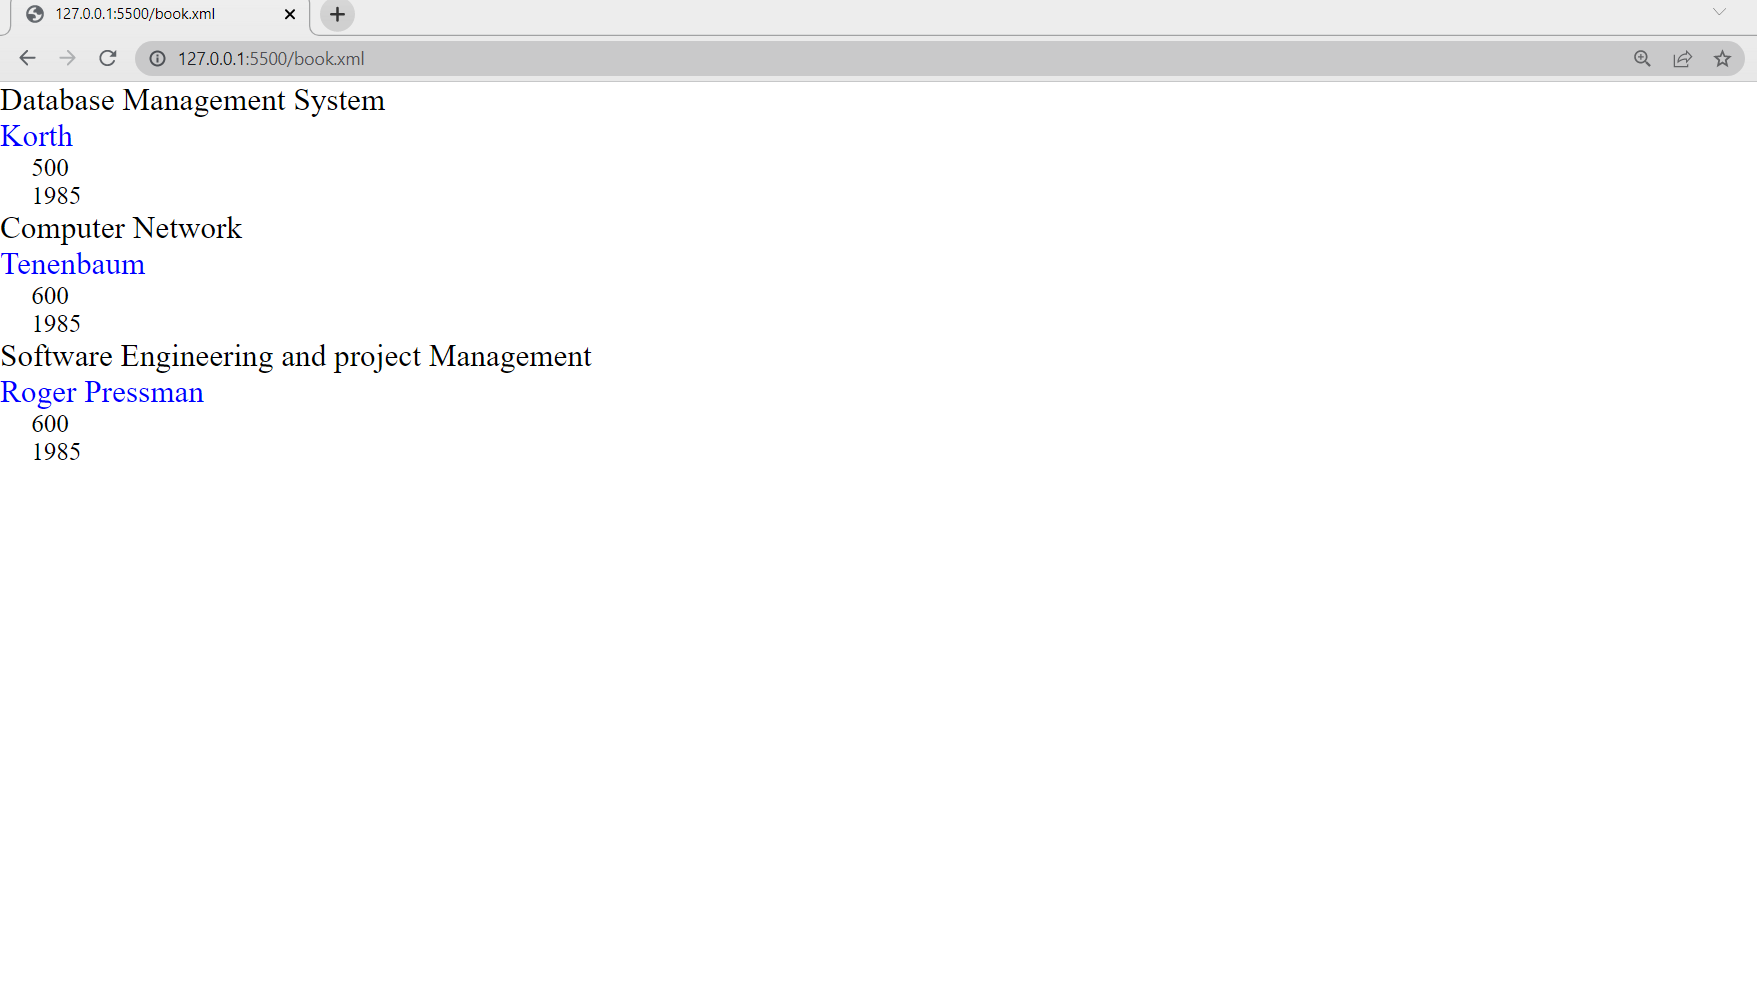 127.0.0.1:5500/book.xml
127.0.0.1:5500/book.xml
Database Management System
Korth
500
1985
Computer Network
Tenenbaum
600
1985
Software Engineering and project Management
Roger Pressman
600
1985